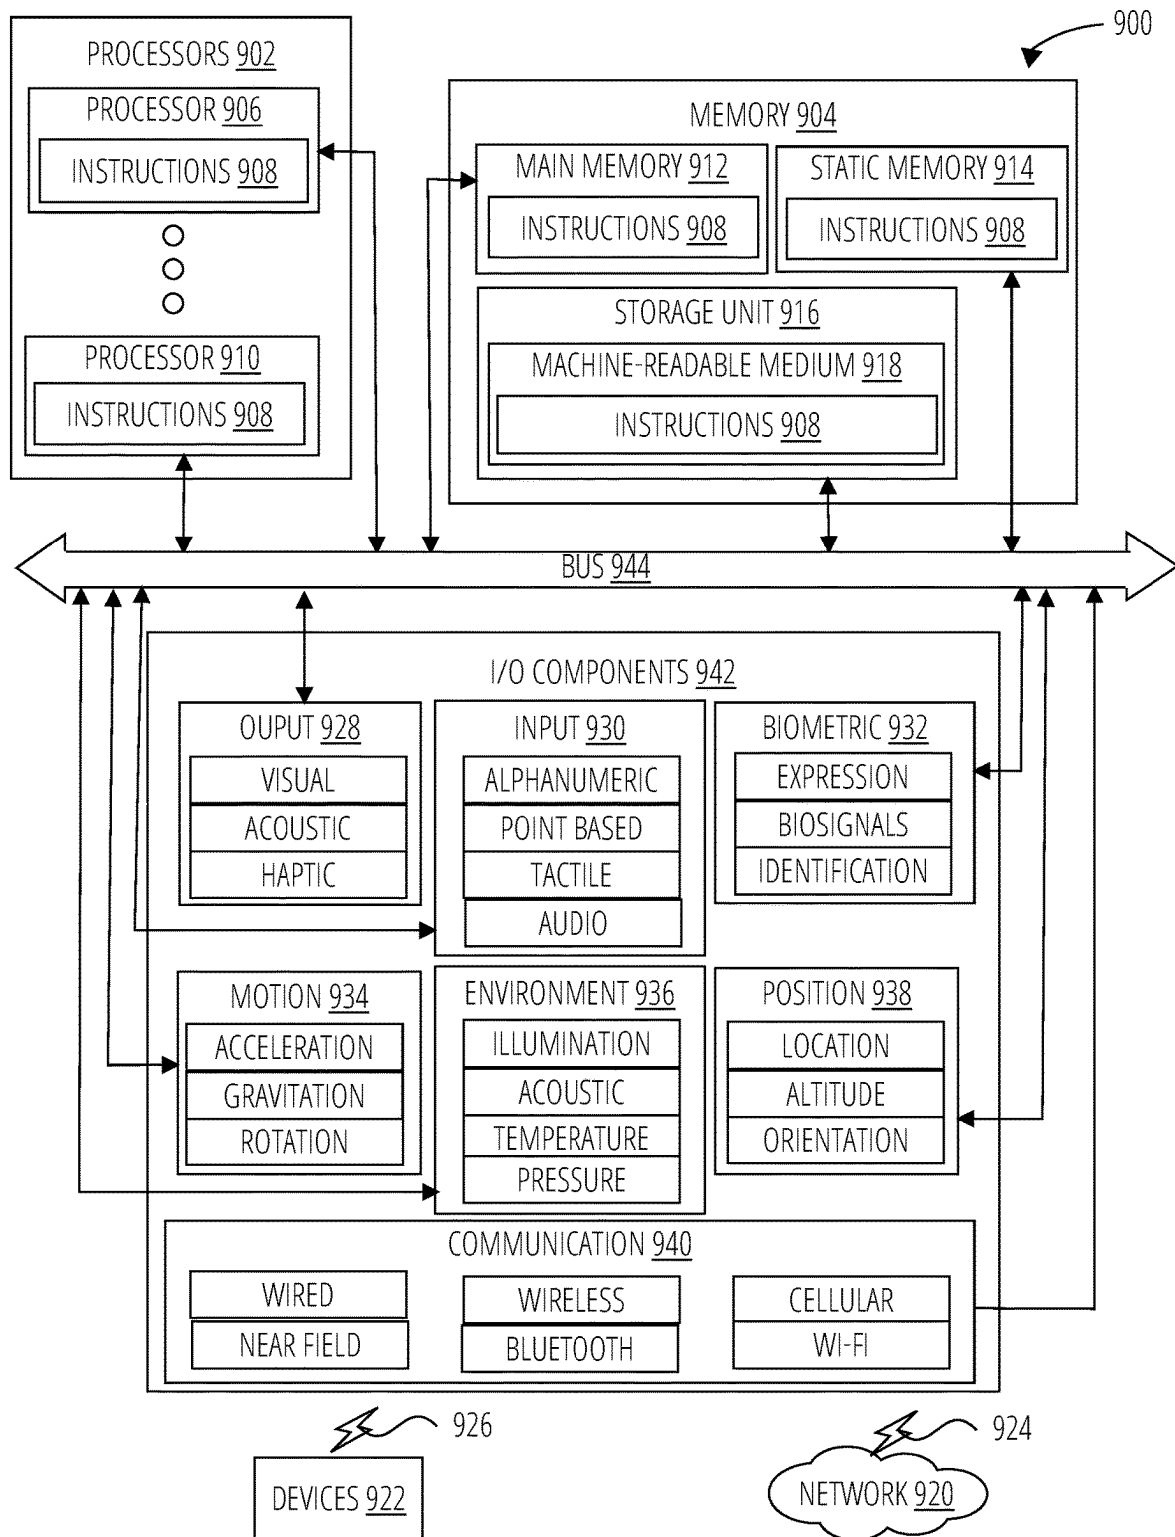 900
PROCESSORS 902
PROCESSOR 906
INSTRUCTIONS 908
PROCESSOR 910
INSTRUCTIONS 908
MEMORY 904
MAIN MEMORY 912
INSTRUCTIONS 908
STATIC MEMORY 914
INSTRUCTIONS 908
STORAGE UNIT 916
MACHINE-READABLE MEDIUM 918
INSTRUCTIONS 908
BUS 944
I/O COMPONENTS 942
OUPUT 928
VISUAL
ACOUSTIC
HAPTIC
INPUT 930
ALPHANUMERIC
POINT BASED
TACTILE
AUDIO
BIOMETRIC 932
EXPRESSION
BIOSIGNALS
IDENTIFICATION
MOTION 934
ACCELERATION
GRAVITATION
ROTATION
ENVIRONMENT 936
ILLUMINATION
ACOUSTIC
TEMPERATURE
PRESSURE
POSITION 938
LOCATION
ALTITUDE
ORIENTATION
COMMUNICATION 940
WIRED
NEAR FIELD
WIRELESS
BLUETOOTH
CELLULAR
WI-FI
926
DEVICES 922
924
NETWORK 920